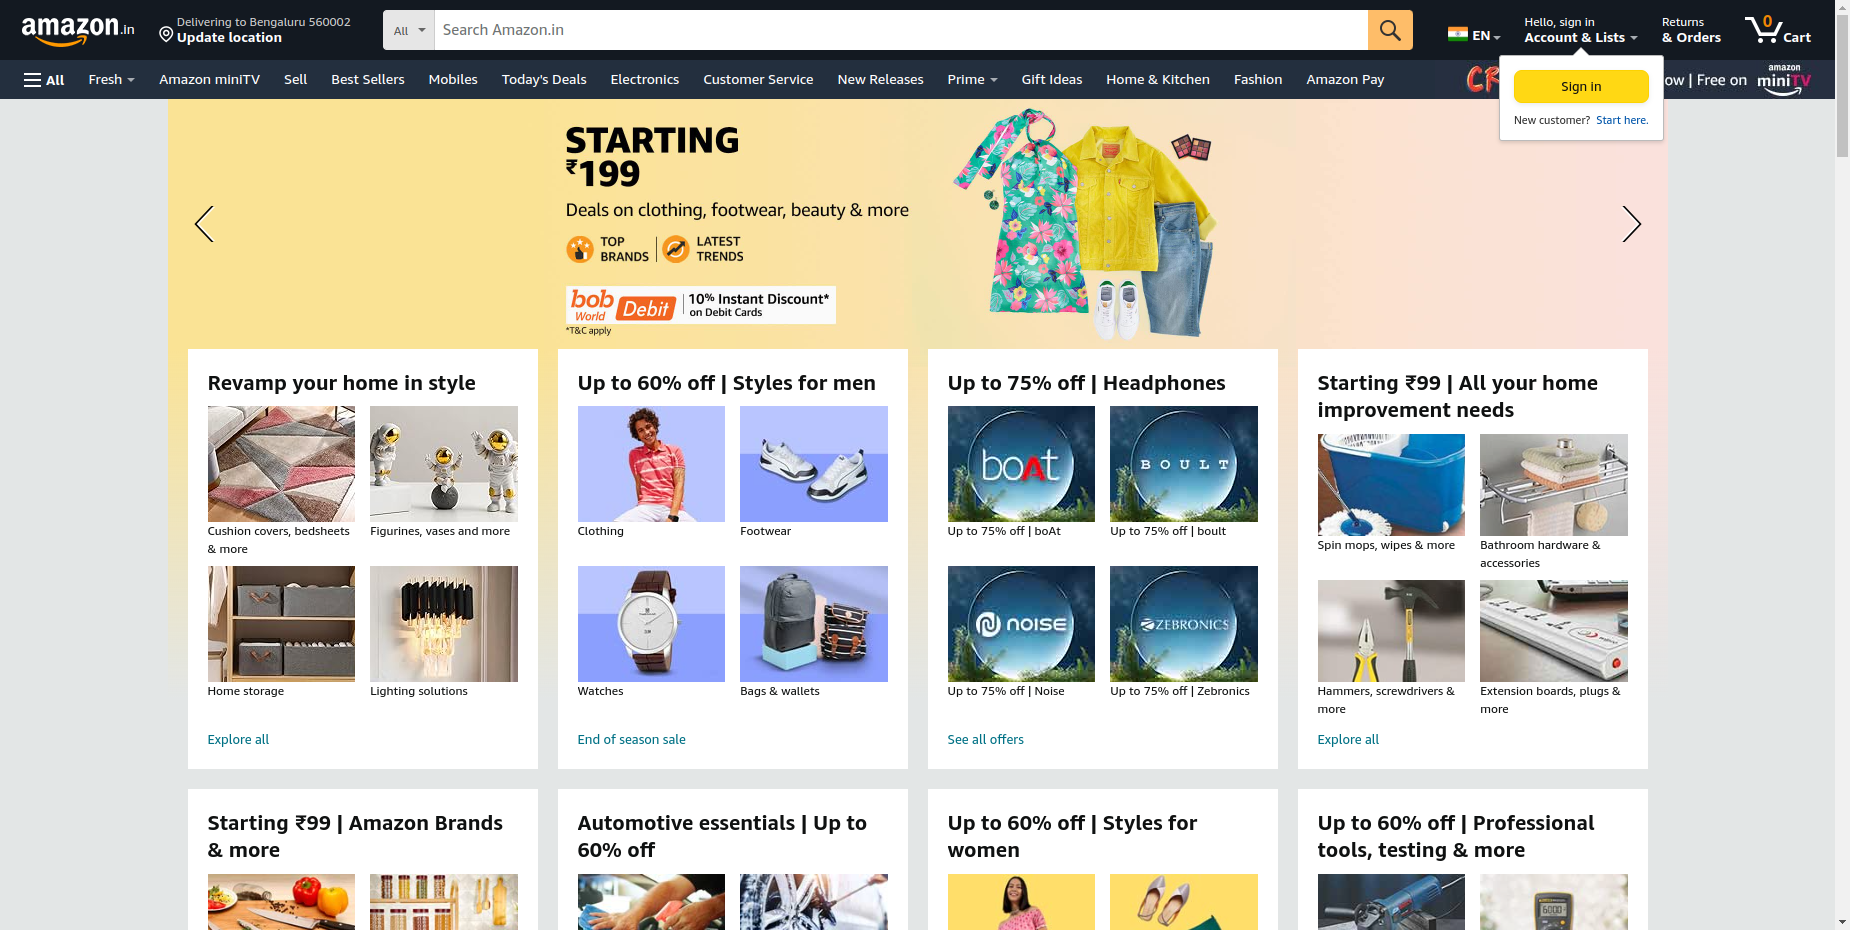 amazon.in
Delivering to Bengaluru 560002
Update location
All
Search Amazon.in
EN
Hello, sign in
Account & Lists
Returns
& Orders
0
Cart
All
Fresh
Amazon miniTV
Sell
Best Sellers
Mobiles
Today's Deals
Electronics
Customer Service
New Releases
Prime
Gift Ideas
Home & Kitchen
Fashion
Amazon Pay
ow | Free on
amazon
miniTV
Sign in
New customer? Start here.
STARTING
₹199
Deals on clothing, footwear, beauty & more
TOP
BRANDS
LATEST
TRENDS
bob
World
Debit
10% Instant Discount*
on Debit Cards
*T&C apply
Revamp your home in style
Cushion covers, bedsheets
& more
Figurines, vases and more
Home storage
Lighting solutions
Explore all
Up to 60% off | Styles for men
Clothing
Footwear
Watches
Bags & wallets
End of season sale
Up to 75% off | Headphones
boAt
BOULT
Up to 75% off | boAt
Up to 75% off | boult
NOISE
ZEBRONICS
Up to 75% off | Noise
Up to 75% off | Zebronics
See all offers
Starting ₹99 | All your home
improvement needs
Spin mops, wipes & more
Bathroom hardware &
accessories
Hammers, screwdrivers &
more
Extension boards, plugs &
more
Explore all
Starting ₹99 | Amazon Brands
& more
Automotive essentials | Up to
60% off
Up to 60% off | Styles for
women
Up to 60% off | Professional
tools, testing & more